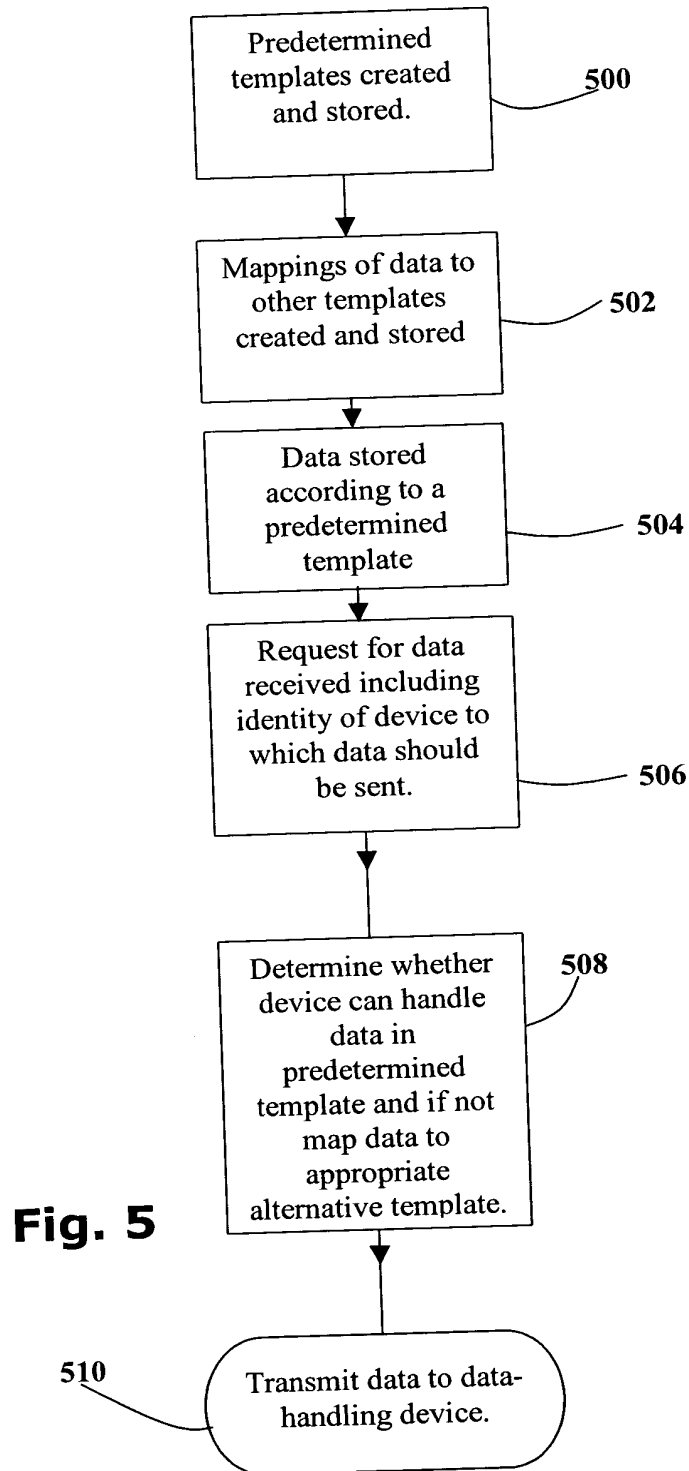 Predetermined
templates created
and stored.
500
Mappings of data to
other templates
created and stored
502
Data stored
according to a
predetermined
template
504
Request for data
received including
identity of device to
which data should
be sent.
506
Determine whether
device can handle
data in
predetermined
template and if not
map data to
appropriate
alternative template.
508
Fig. 5
Transmit data to data-
handling device.
510